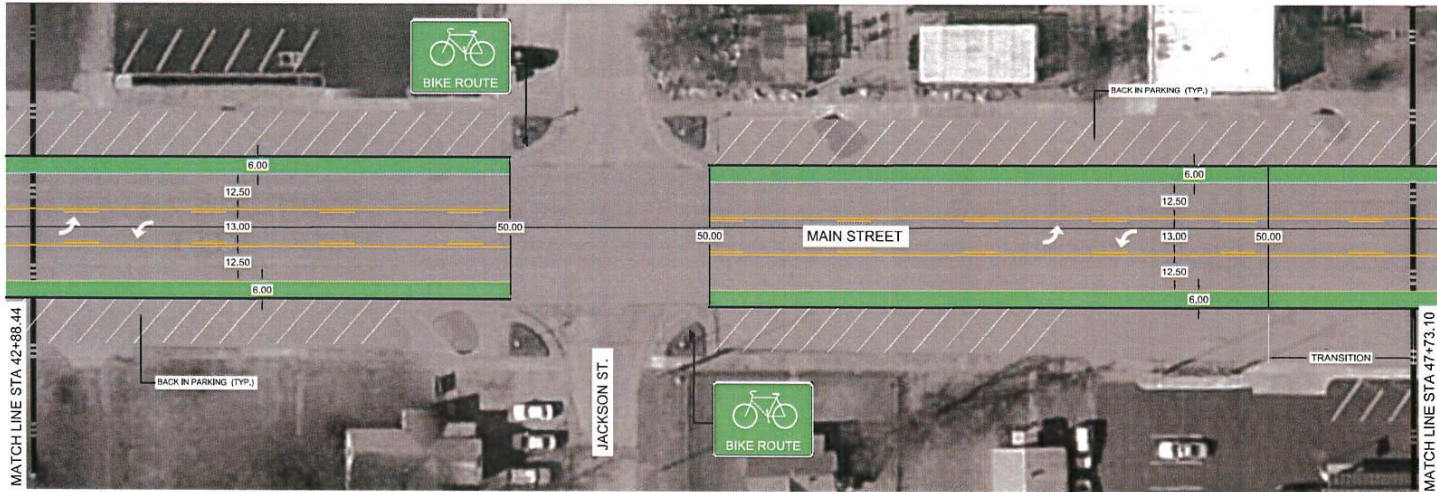 BIKE ROUTE
BACK IN PARKING (TYP.)
6.00
6.00
12.50
12.50
13.00
50.00
50.00
MAIN STREET
13.00
50.00
12.50
12.50
6.00
6.00
MATCH LINE STA 42+88.44
BACK IN PARKING (TYP.)
JACKSON ST.
BIKE ROUTE
TRANSITION
MATCH LINE STA 47+73.10